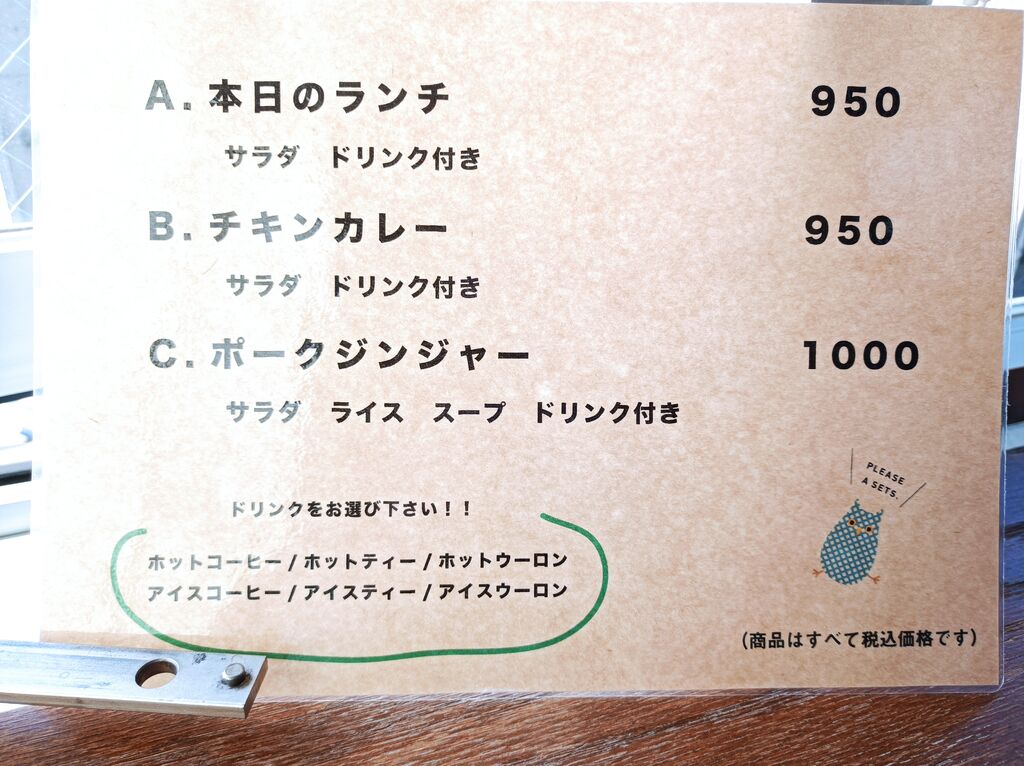 A. 本日のランチ 950
サラダ ドリンク付き
B. チキンカレー 950
サラダ ドリンク付き
C. ポークジンジャー 1000
サラダ ライス スープ ドリンク付き
PLEASE
A SETS.
ドリンクをお選び下さい！！
ホットコーヒー/ホットティー/ホットウーロン
アイスコーヒー/アイスティー/アイスウーロン
(商品はすべて税込価格です)